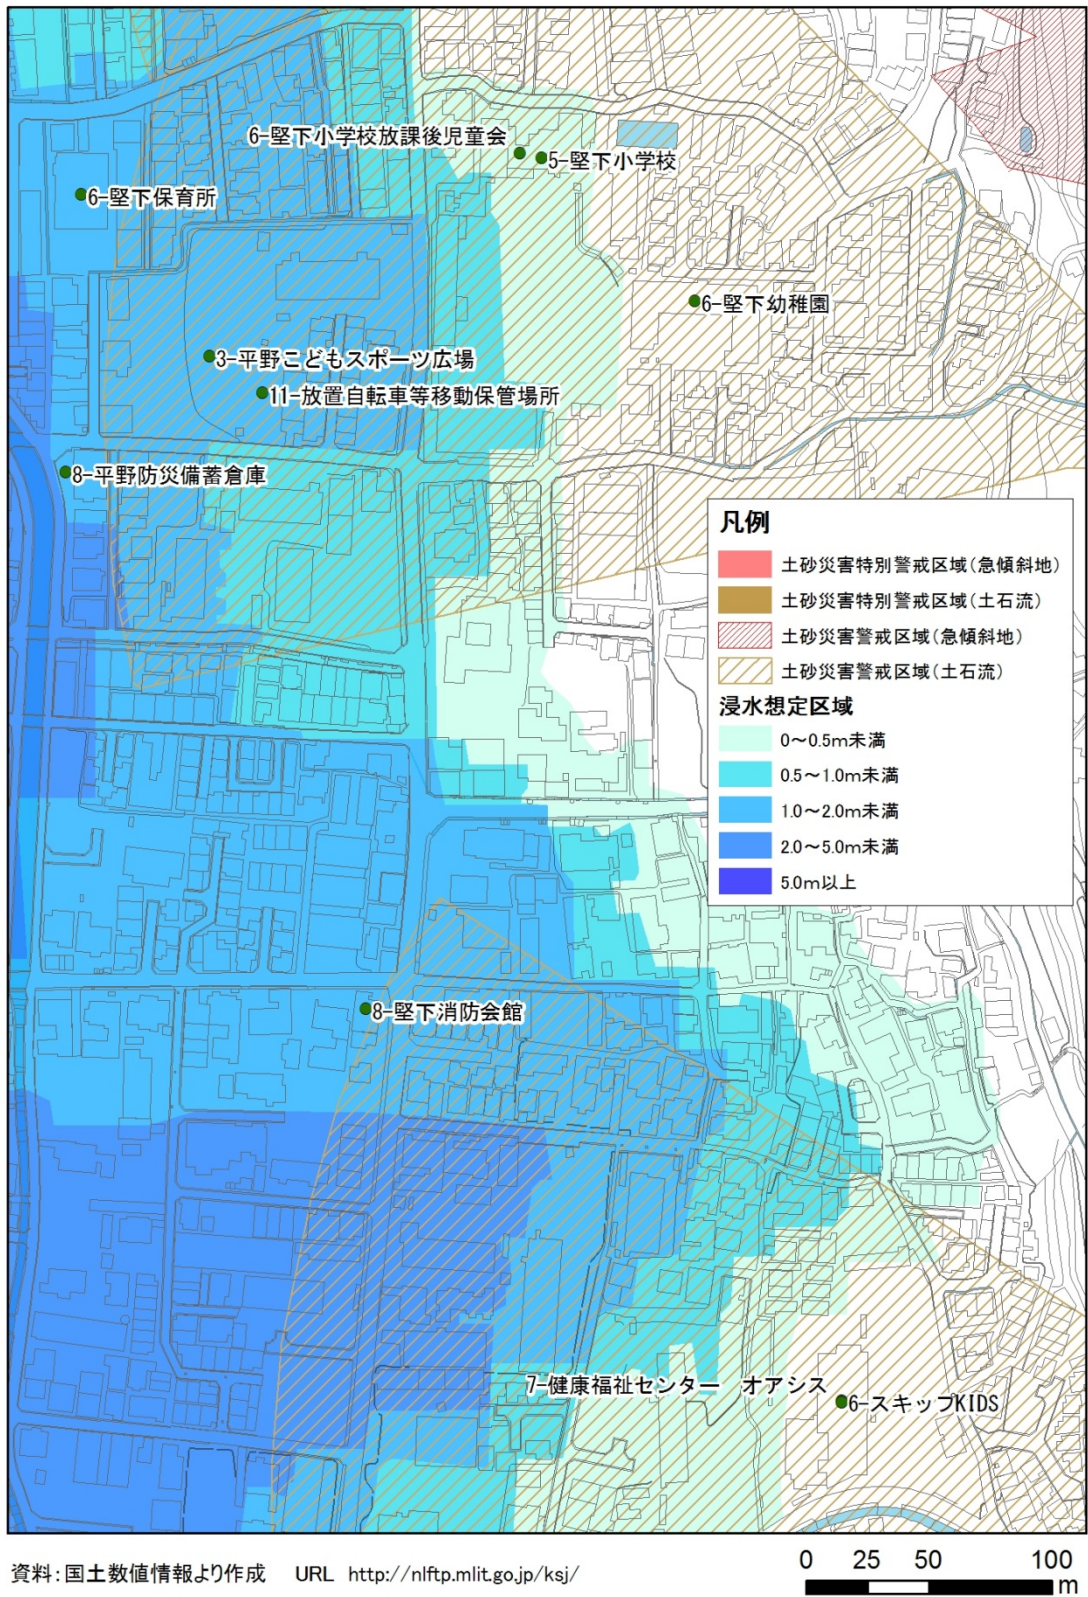 6-堅下小学校放課後児童会
5-堅下小学校
6-堅下保育所
6-堅下幼稚園
3-平野こどもスポーツ広場
11-放置自転車等移動保管場所
8-平野防災備蓄倉庫
凡例
土砂災害特別警戒区域(急傾斜地)
土砂災害特別警戒区域(土石流)
土砂災害警戒区域(急傾斜地)
土砂災害警戒区域(土石流)
浸水想定区域
0～0.5m未満
0.5～1.0m未満
1.0～2.0m未満
2.0～5.0m未満
5.0m以上
8-堅下消防会館
7-健康福祉センター　オアシス
6-スキップKIDS
資料:国土数値情報より作成　URL http://nlftp.mlit.go.jp/ksj/
0 25 50 100
m